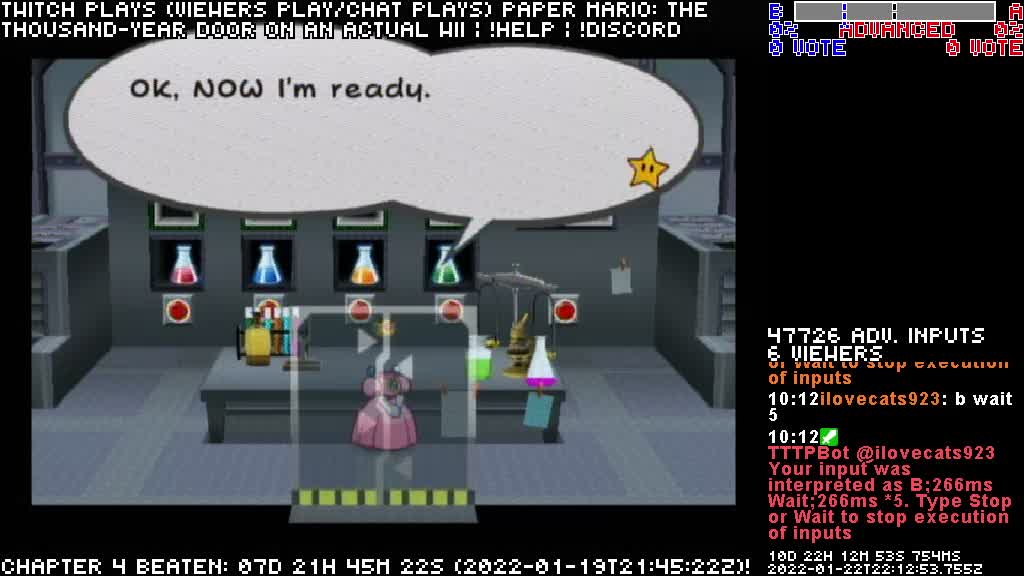 TWITCH PLAYS (VIEWERS PLAY/CHAT PLAYS) PAPER MARIO: THE
THOUSAND-YEAR DOOR ON AN ACTUAL WII ¦ !HELP ¦ !DISCORD
B A
0% ADVANCED 0%
0 VOTE 0 VOTE
OK, NOW I'm ready.
47726 ADV. INPUTS
6 VIEWERS
or Wait to stop execution
of inputs
10:12ilovecats923: b wait
5
10:12
TTTPBot @ilovecats923
Your input was
interpreted as B;266ms
Wait;266ms *5. Type Stop
or Wait to stop execution
of inputs
10D 22H 12M 53S 754MS
2022-01-22T22:12:53.755Z
CHAPTER 4 BEATEN: 07D 21H 45M 22S (2022-01-19T21:45:22Z)!